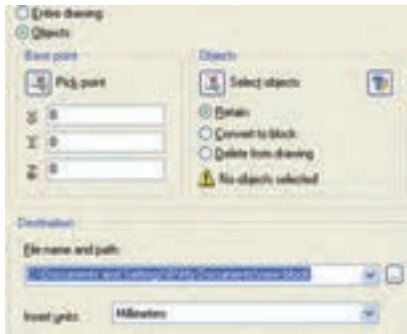 Entire drawing
Objects
Base point
Pick point
X: 0
Y: 0
Z: 0
Objects
Select objects
Retain
Convert to block
Delete from drawing
No objects selected
Destination
File name and path:
Insert units: Millimeters